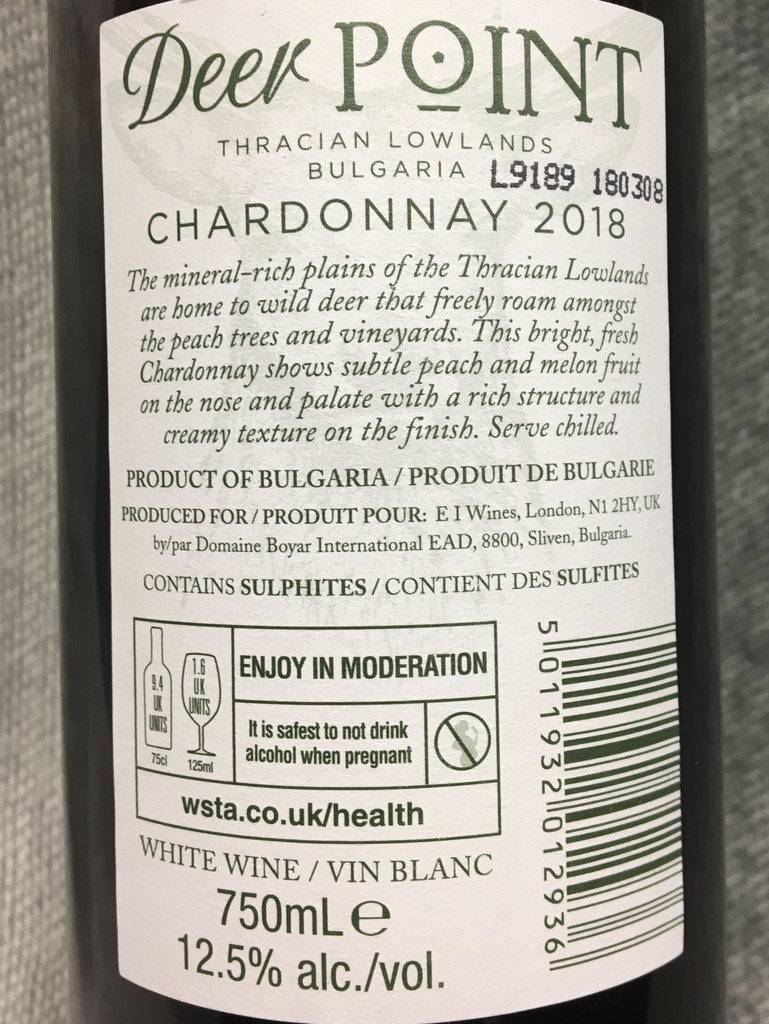 Deer POINT
THRACIAN LOWLANDS
BULGARIA L9189 180308
CHARDONNAY 2018
The mineral-rich plains of the Thracian Lowlands
are home to wild deer that freely roam amongst
the peach trees and vineyards. This bright, fresh
Chardonnay shows subtle peach and melon fruit
on the nose and palate with a rich structure and
creamy texture on the finish. Serve chilled.
PRODUCT OF BULGARIA / PRODUIT DE BULGARIE
PRODUCED FOR / PRODUIT POUR: E I Wines, London, N1 2HY, UK
by/par Domaine Boyar International EAD, 8800, Sliven, Bulgaria.
CONTAINS SULPHITES / CONTIENT DES SULFITES
9.4
UK
UNITS
75cl
1.6
UK
UNITS
125ml
ENJOY IN MODERATION
It is safest to not drink
alcohol when pregnant
wsta.co.uk/health
5 011932 012936
WHITE WINE / VIN BLANC
750mL e
12.5% alc./vol.